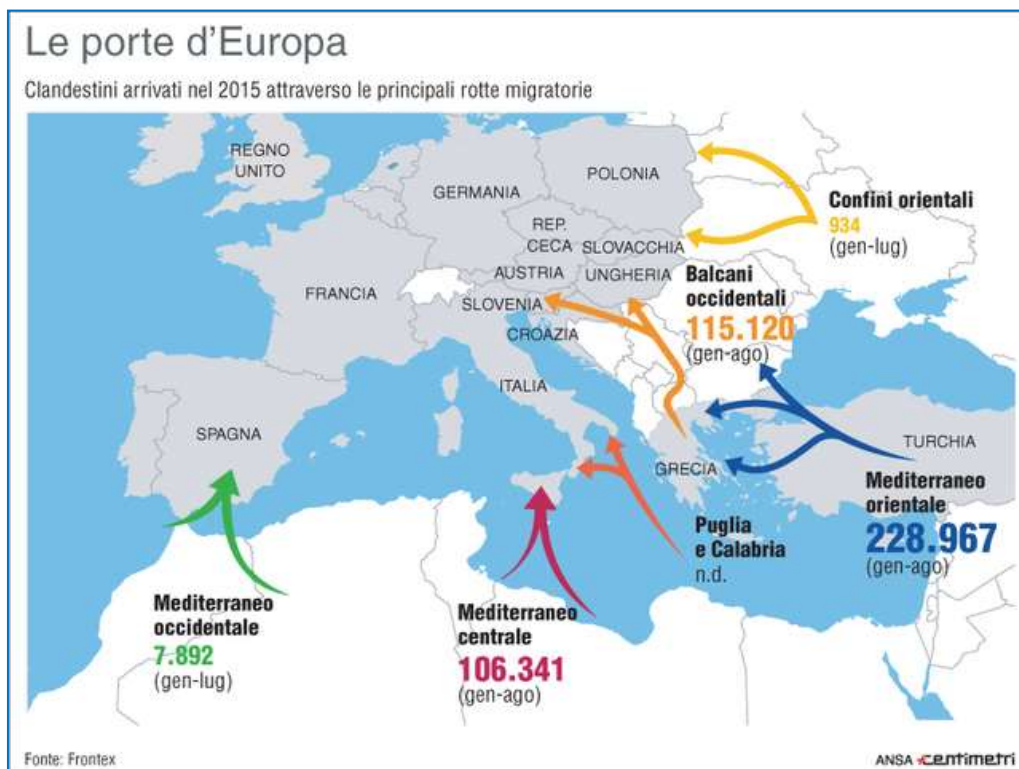 Le porte d'Europa
Clandestini arrivati nel 2015 attraverso le principali rotte migratorie
REGNO
UNITO
GERMANIA
POLONIA
REP.
CECA
SLOVACCHIA
AUSTRIA
UNGHERIA
FRANCIA
SLOVENIA
CROAZIA
ITALIA
SPAGNA
GRECIA
TURCHIA
Confini orientali
934
(gen-lug)
Balcani
occidentali
115.120
(gen-ago)
Mediterraneo
orientale
228.967
(gen-ago)
Puglia
e Calabria
n.d.
Mediterraneo
centrale
106.341
(gen-ago)
Mediterraneo
occidentale
7.892
(gen-lug)
Fonte: Frontex
ANSA centimetri